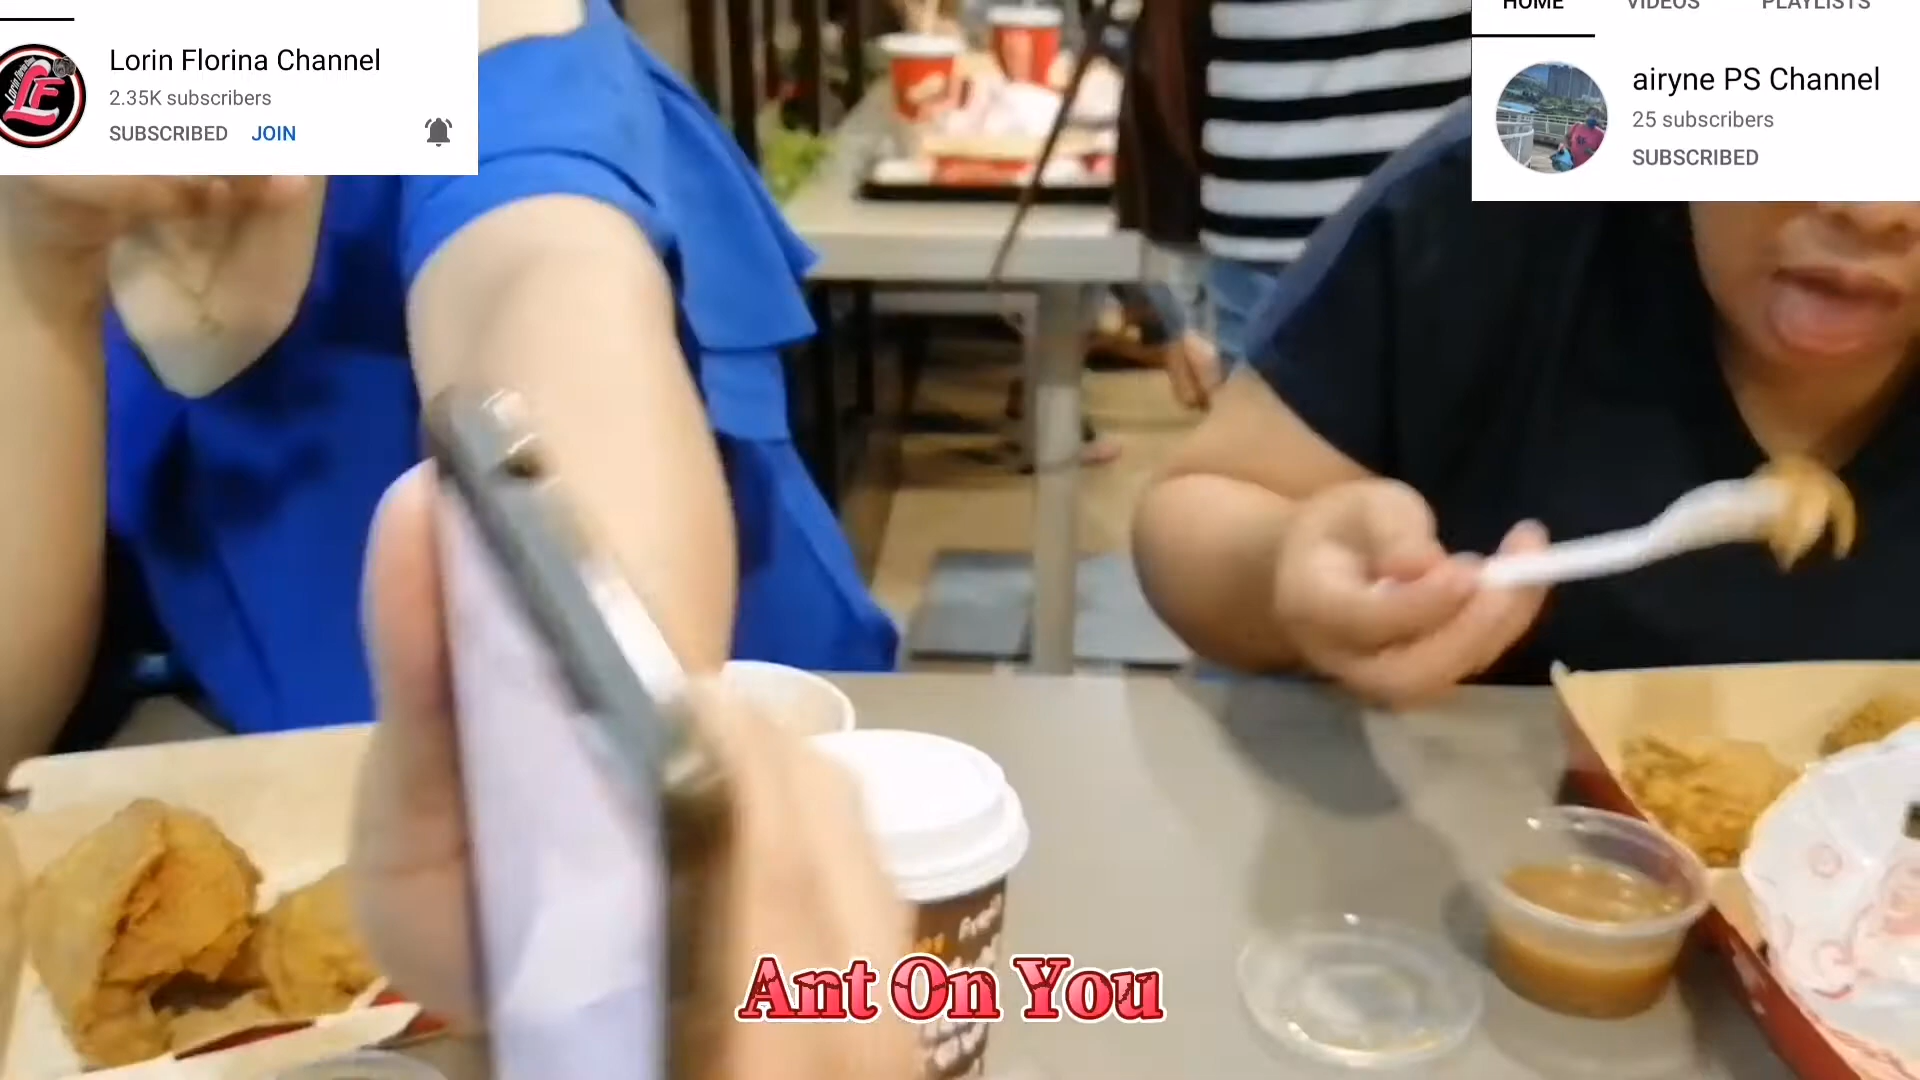 Lorin Florina Channel
2.35K subscribers
SUBSCRIBED JOIN
HOME VIDEOS PLAYLISTS
airyne PS Channel
25 subscribers
SUBSCRIBED
Ant On You